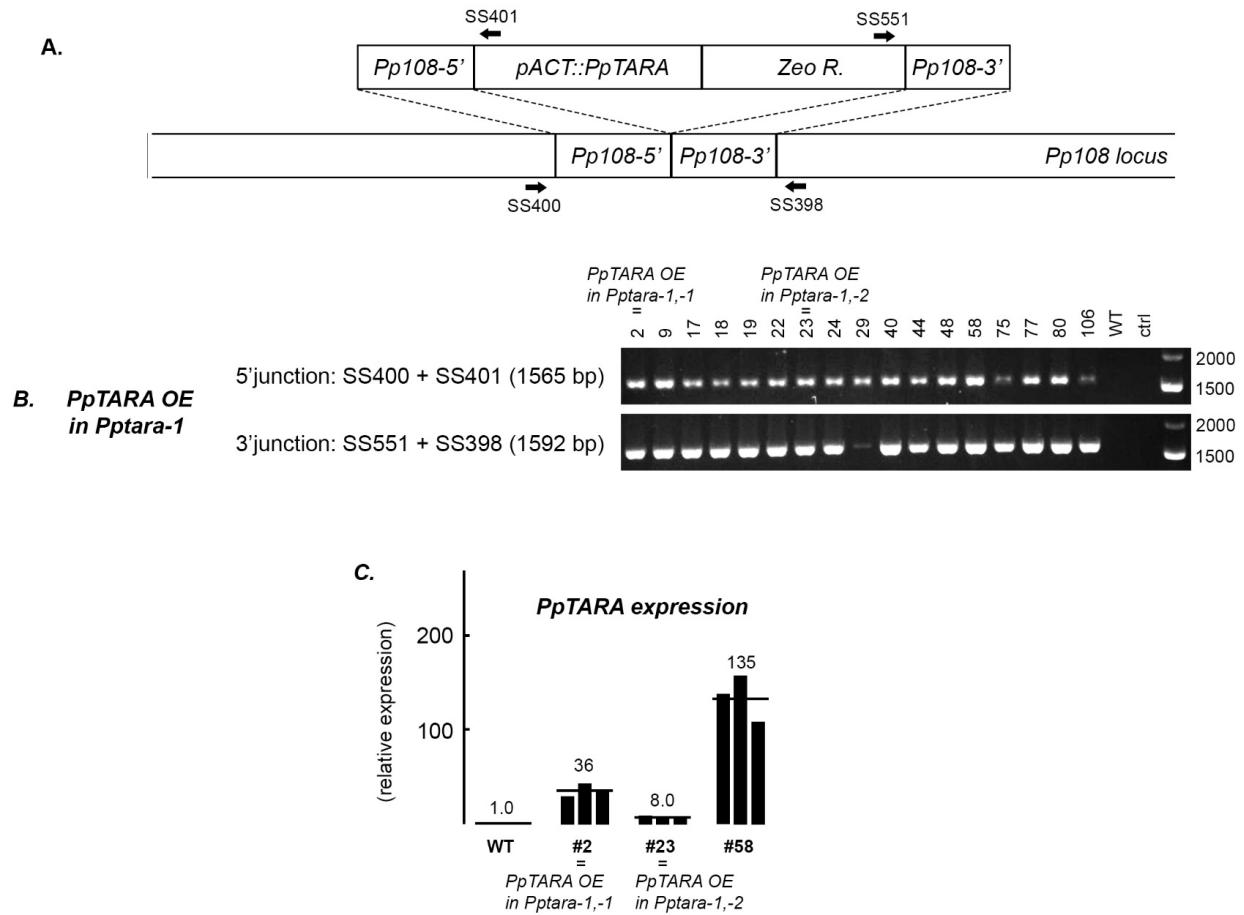 A.
SS401
SS551
Pp108-5’
pACT::PpTARA
Zeo R.
Pp108-3’
Pp108-5’
Pp108-3’
Pp108 locus
SS400
SS398
PpTARA OE
in Pptara-1,-1
=
PpTARA OE
in Pptara-1,-2
=
2 9 17 18 19 22 23 24 29 40 44 48 58 75 77 80 106 WT ctrl
B. PpTARA OE
in Pptara-1
5’junction: SS400 + SS401 (1565 bp)
2000
1500
3’junction: SS551 + SS398 (1592 bp)
2000
1500
C.
PpTARA expression
(relative expression)
200
100
1.0
36
8.0
135
WT #2 #23 #58
= =
PpTARA OE
in Pptara-1,-1
PpTARA OE
in Pptara-1,-2